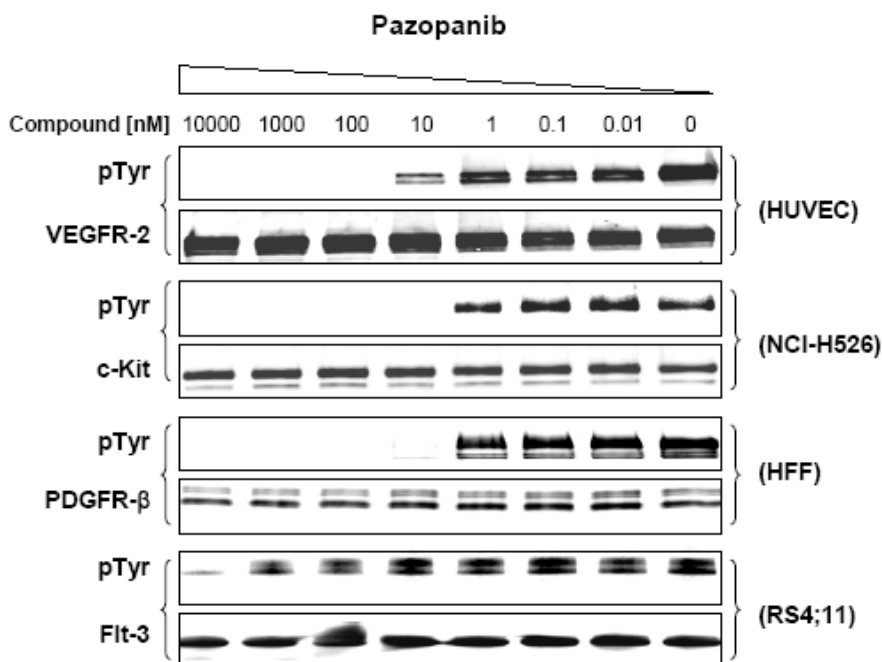 Pazopanib
Compound [nM] 10000 1000 100 10 1 0.1 0.01 0
pTyr
VEGFR-2
(HUVEC)
pTyr
c-Kit
(NCI-H526)
pTyr
PDGFR-β
(HFF)
pTyr
Flt-3
(RS4;11)